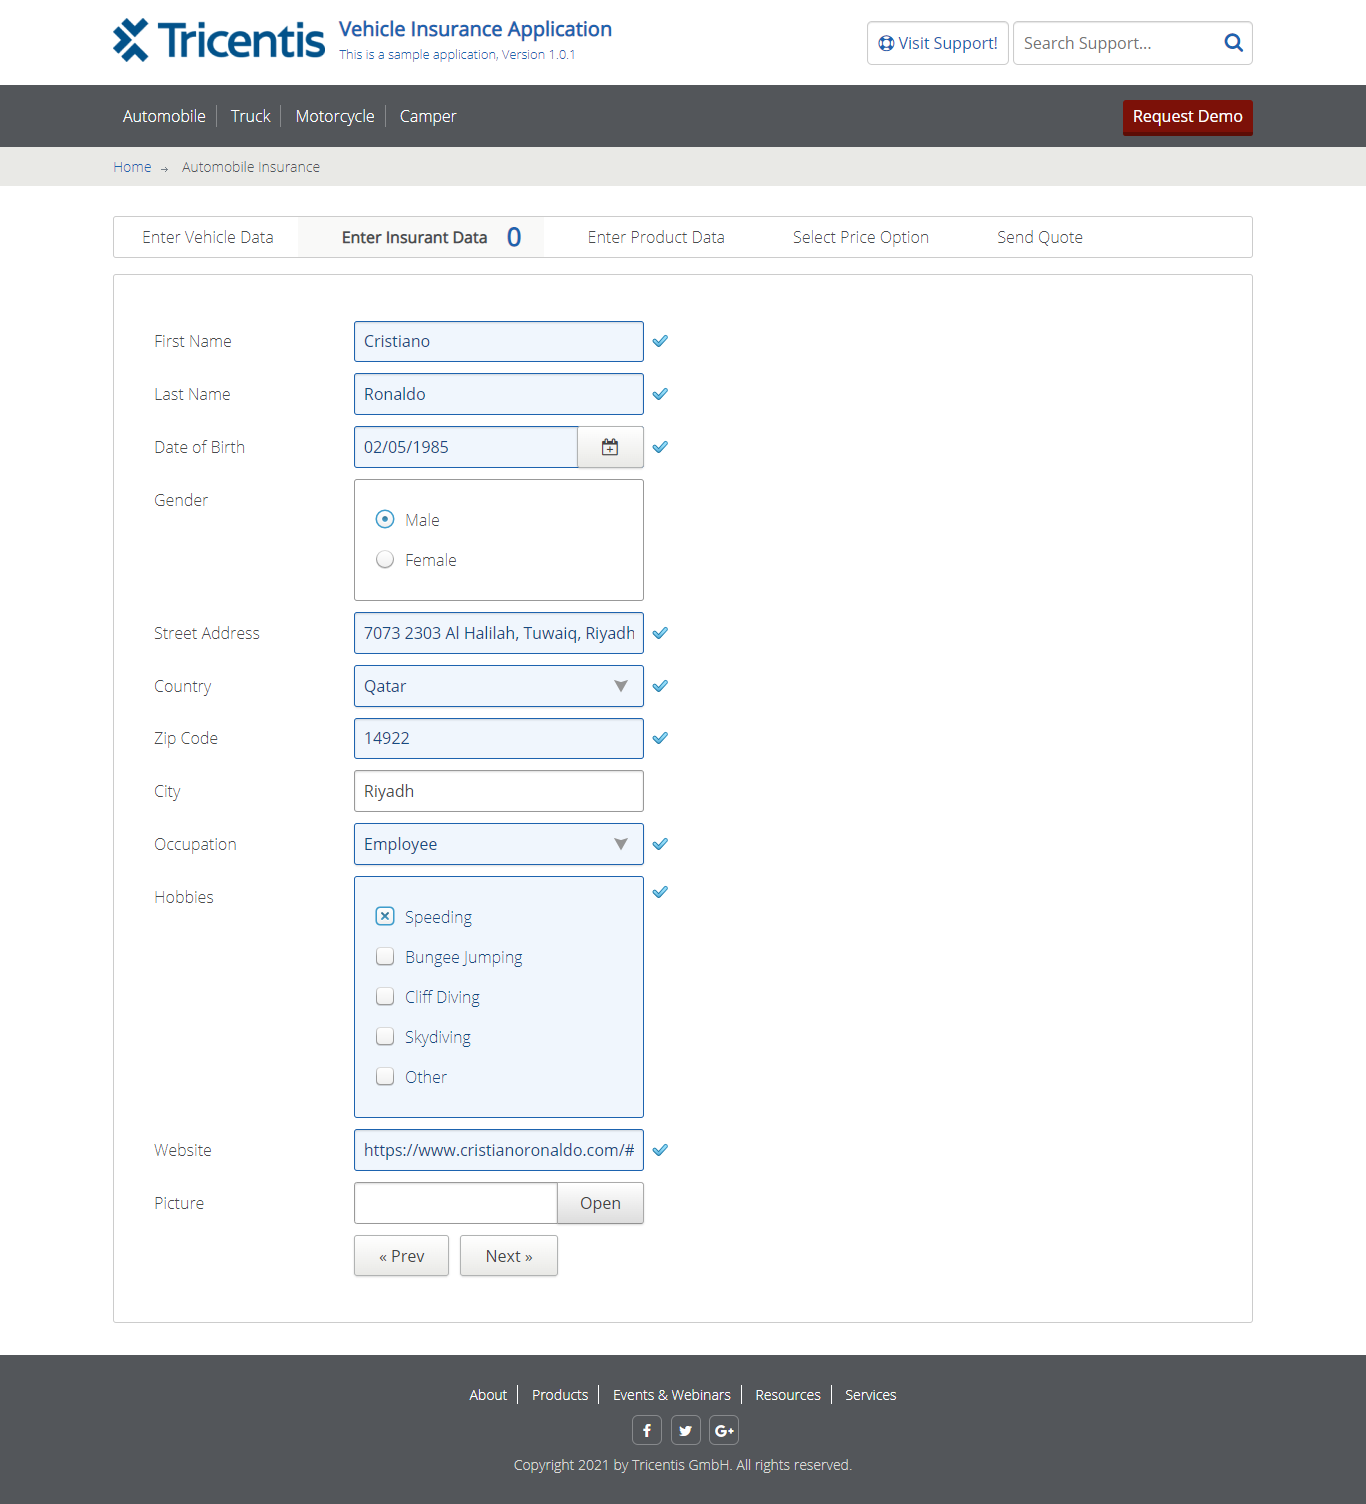 Tricentis
Vehicle Insurance Application
This is a sample application, Version 1.0.1
Visit Support!
Search Support...
Automobile
Truck
Motorcycle
Camper
Request Demo
Home
Automobile Insurance
Enter Vehicle Data
Enter Insurant Data 0
Enter Product Data
Select Price Option
Send Quote
First Name
Cristiano
Last Name
Ronaldo
Date of Birth
02/05/1985
Gender
Male
Female
Street Address
7073 2303 Al Halilah, Tuwaiq, Riyadh
Country
Qatar
Zip Code
14922
City
Riyadh
Occupation
Employee
Hobbies
Speeding
Bungee Jumping
Cliff Diving
Skydiving
Other
Website
https://www.cristianoronaldo.com/#
Picture
Open
« Prev
Next »
About
Products
Events & Webinars
Resources
Services
Copyright 2021 by Tricentis GmbH. All rights reserved.